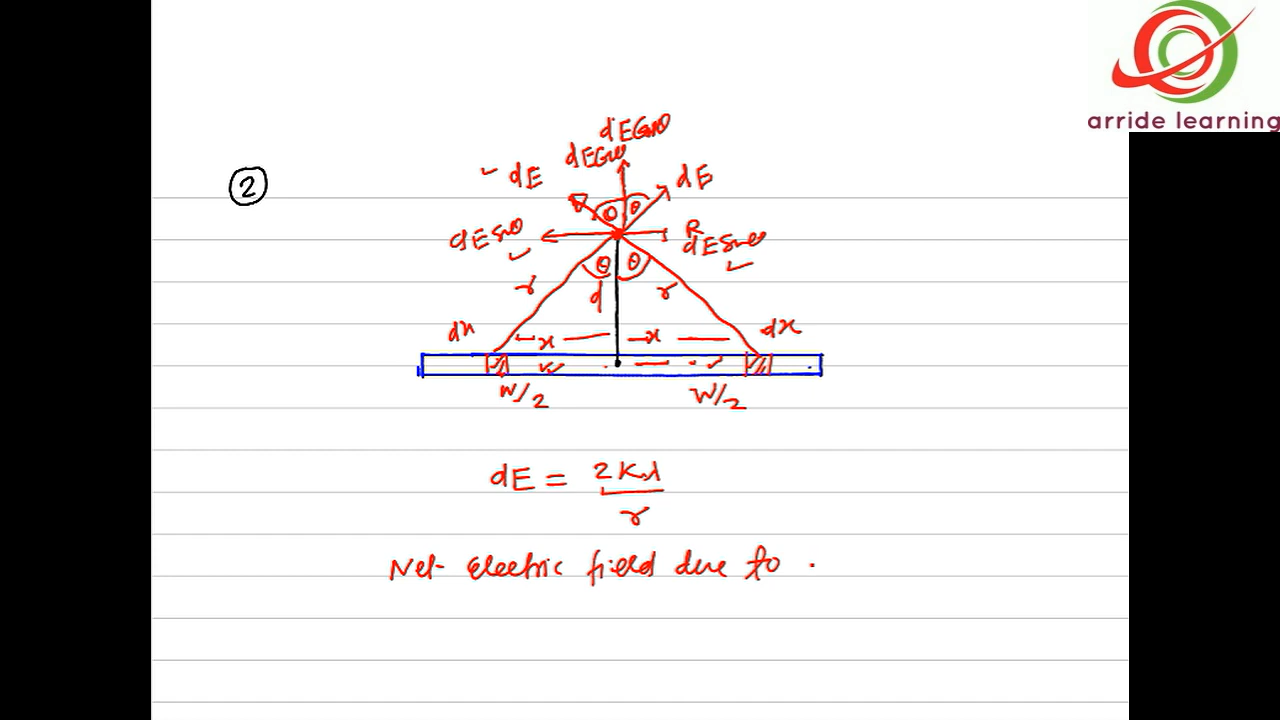 arride learning
dE Cosθ
dE Cosθ
② dE dE
dE Sinθ R
dE Sinθ
θ θ
θ θ
r d r
dx x x dx
W/2 W/2
dE = 2Kλ / r
Net Electric field due to .